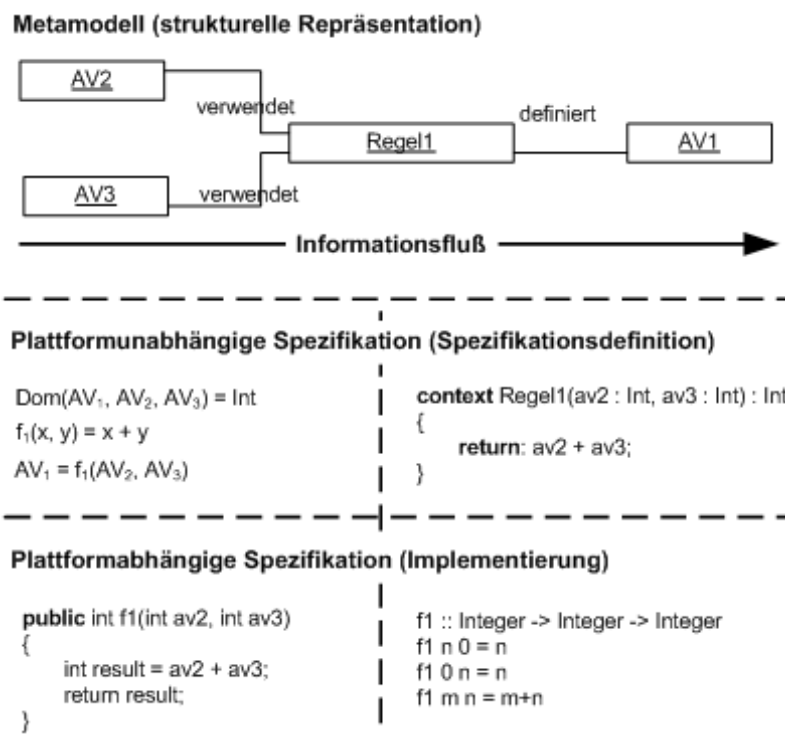 Metamodell (strukturelle Repräsentation)
AV2
verwendet
definiert
Regel1
AV1
AV3
verwendet
Informationsfluß
Plattformunabhängige Spezifikation (Spezifikationsdefinition)
Dom(AV₁, AV₂, AV₃) = Int
f₁(x, y) = x + y
AV₁ = f₁(AV₂, AV₃)
context Regel1(av2 : Int, av3 : Int) : Int
{
return: av2 + av3;
}
Plattformabhängige Spezifikation (Implementierung)
public int f1(int av2, int av3)
{
int result = av2 + av3;
return result;
}
f1 :: Integer -> Integer -> Integer
f1 n 0 = n
f1 0 n = n
f1 m n = m+n